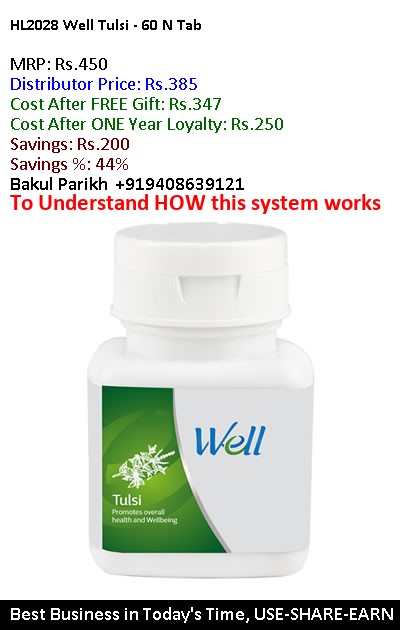 HL2028 Well Tulsi - 60 N Tab
MRP: Rs.450
Distributor Price: Rs.385
Cost After FREE Gift: Rs.347
Cost After ONE Year Loyalty: Rs.250
Savings: Rs.200
Savings %: 44%
Bakul Parikh +919408639121
To Understand HOW this system works
Well
Tulsi
Promotes overall
health and Wellbeing
Best Business in Today's Time, USE-SHARE-EARN